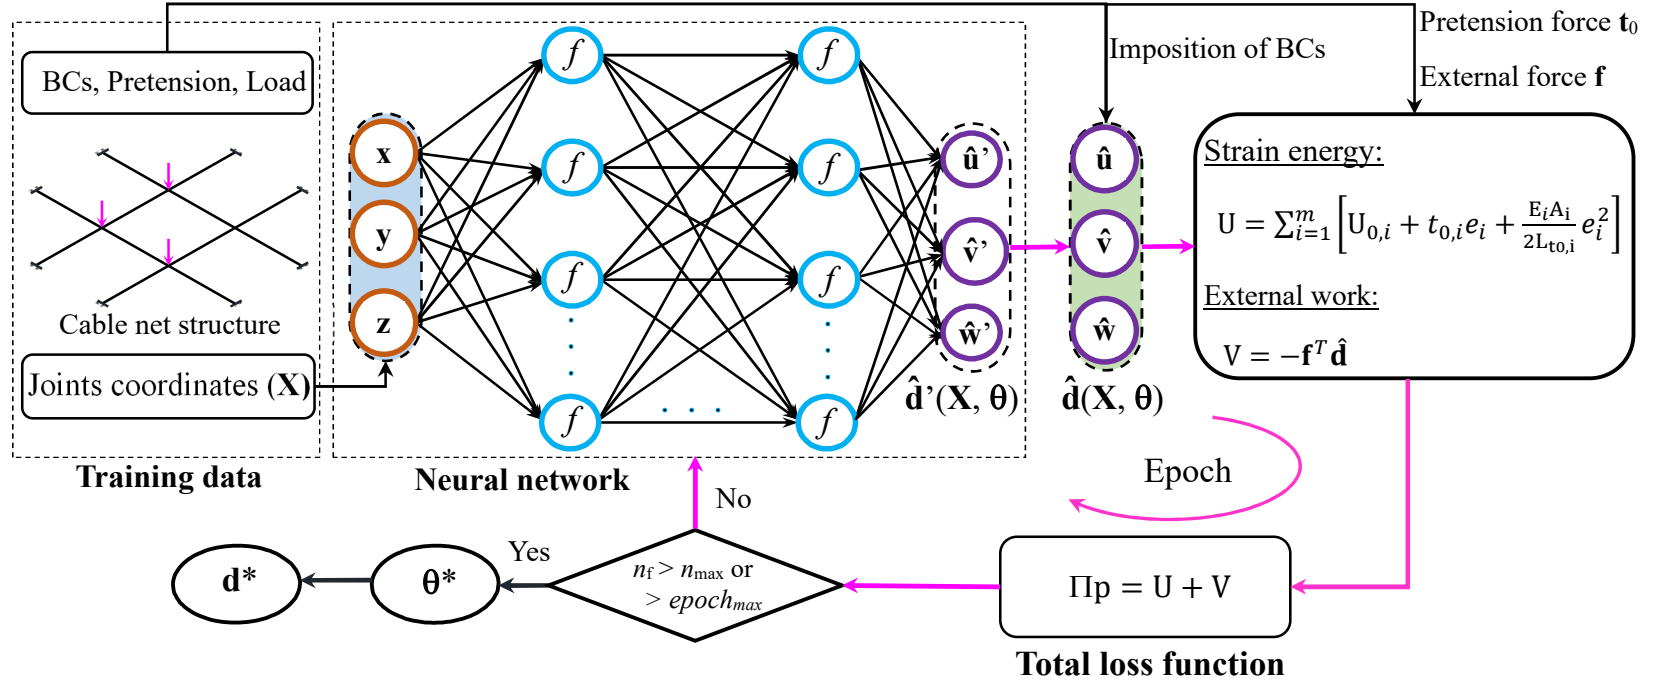 BCs, Pretension, Load
Cable net structure
Joints coordinates (X)
Training data
x
y
z
f
f
f
f
f
f
f
f
û’
v̂’
ŵ’
d̂’(X, θ)
Neural network
Imposition of BCs
û
v̂
ŵ
d̂(X, θ)
Pretension force t₀
External force f
Strain energy:
U = ∑ᵢ₌₁ᵐ [U₀,ᵢ + t₀,ᵢeᵢ + EᵢAᵢ/2Lₜ₀,ᵢ eᵢ²]
External work:
V = −fᵀd̂
Epoch
Πp = U + V
Total loss function
n_f > n_max or
> epoch_max
No
Yes
θ*
d*